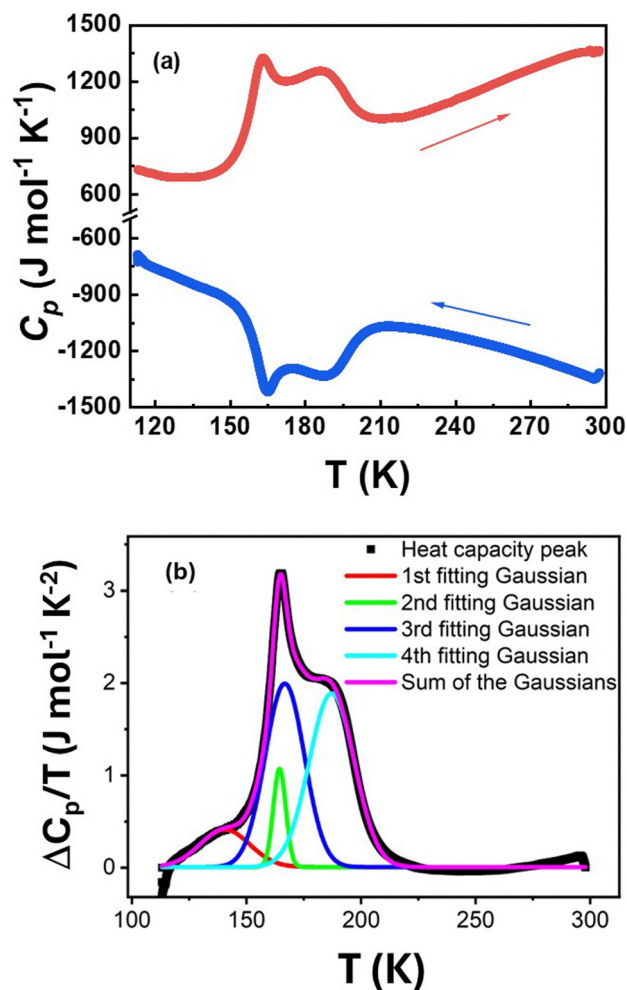 (a)
1500
1200
900
600
-600
-900
-1200
-1500
C_p (J mol⁻¹ K⁻¹)
120 150 180 210 240 270 300
T (K)
(b)
Heat capacity peak
1st fitting Gaussian
2nd fitting Gaussian
3rd fitting Gaussian
4th fitting Gaussian
Sum of the Gaussians
3
2
1
0
ΔC_p/T (J mol⁻¹ K⁻²)
100 150 200 250 300
T (K)